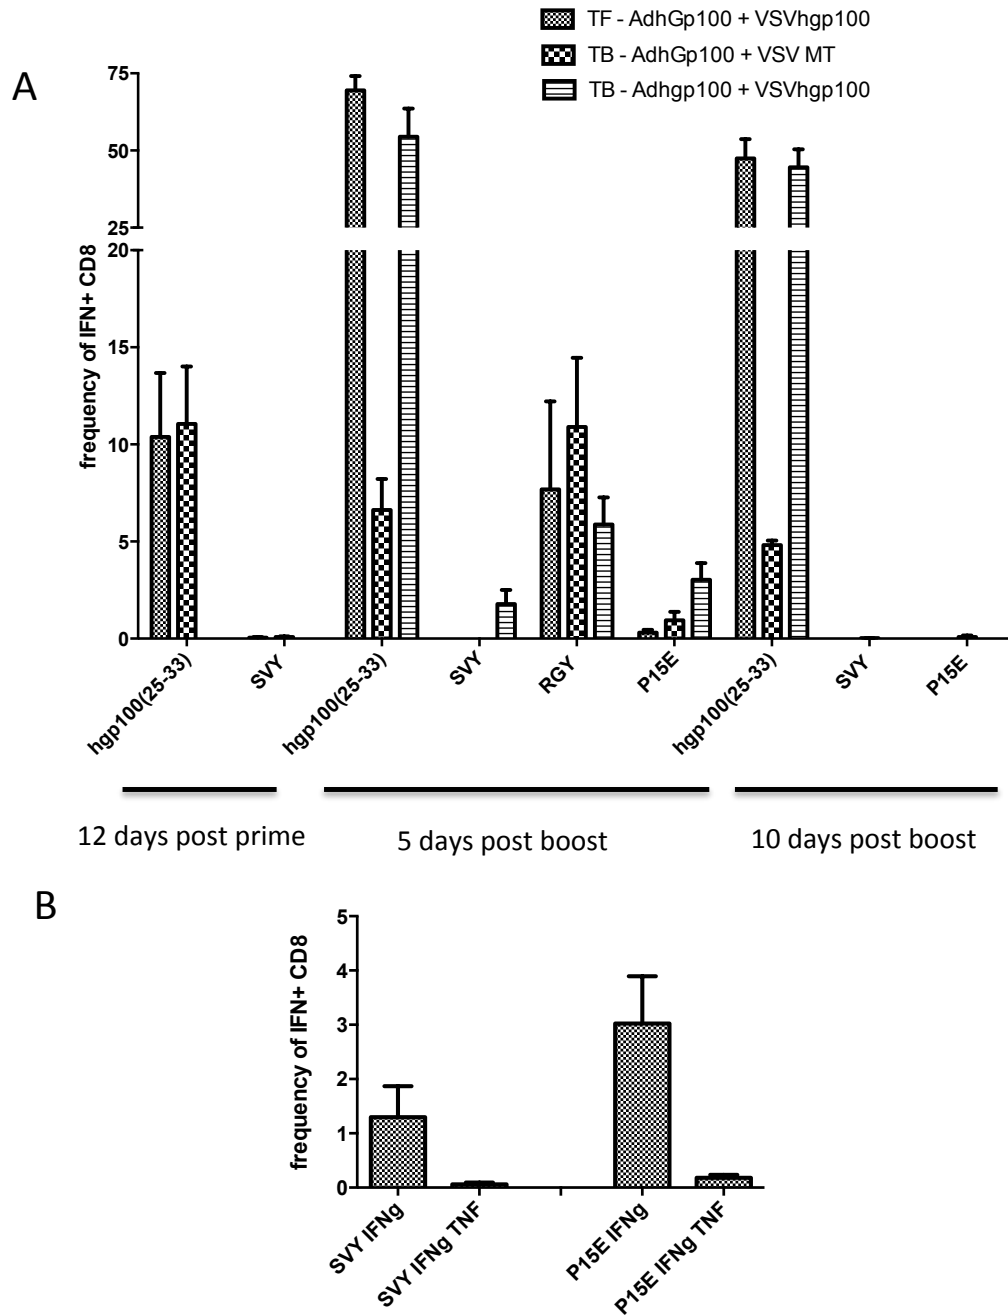 TF - AdhGp100 + VSVhgp100
TB - AdhGp100 + VSV MT
TB - Adhgp100 + VSVhgp100
A
frequency of IFN+ CD8
75
50
25
20
15
10
5
0
hgp100(25-33)
SVY
hgp100(25-33)
SVY
RGY
P15E
hgp100(25-33)
SVY
P15E
12 days post prime
5 days post boost
10 days post boost
B
frequency of IFN+ CD8
5
4
3
2
1
0
SVY IFNg
SVY IFNg TNF
P15E IFNg
P15E IFNg TNF